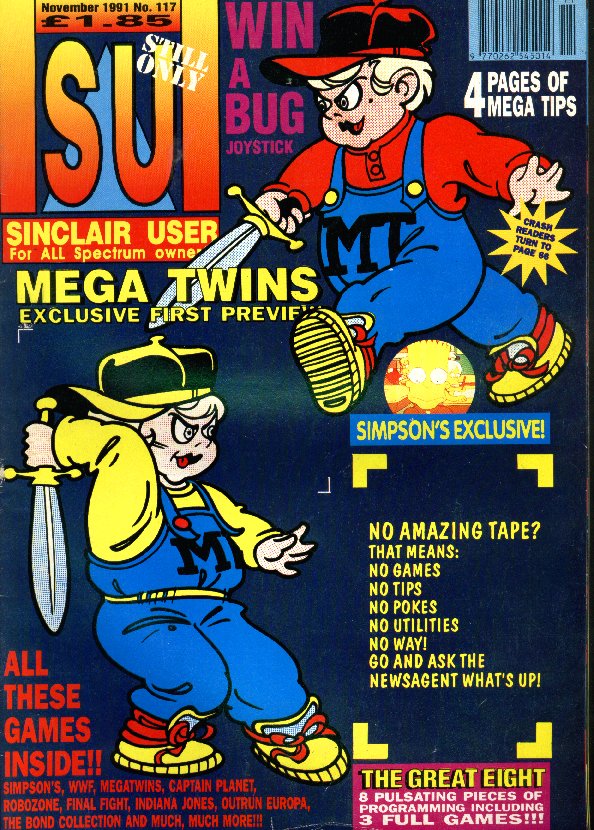 November 1991 No. 117
£1.85
STILL
ONLY
SU
SINCLAIR USER
For ALL Spectrum owners
WIN
A
BUG
JOYSTICK
9 770262 545014
11
4 PAGES OF
MEGA TIPS
CRASH
READERS
TURN TO
PAGE 66
MT
MEGA TWINS
EXCLUSIVE FIRST PREVIEW
SIMPSON'S EXCLUSIVE!
MT
NO AMAZING TAPE?
THAT MEANS:
NO GAMES
NO TIPS
NO POKES
NO UTILITIES
NO WAY!
GO AND ASK THE
NEWSAGENT WHAT'S UP!
ALL
THESE
GAMES
INSIDE!!
SIMPSON'S, WWF, MEGATWINS, CAPTAIN PLANET,
ROBOZONE, FINAL FIGHT, INDIANA JONES, OUTRUN EUROPA,
THE BOND COLLECTION AND MUCH, MUCH MORE!!!
THE GREAT EIGHT
8 PULSATING PIECES OF
PROGRAMMING INCLUDING
3 FULL GAMES!!!